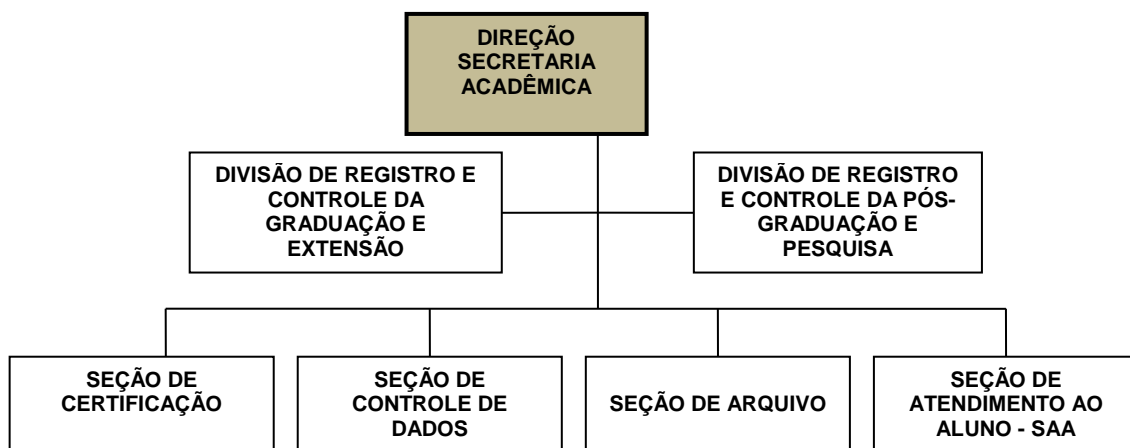 DIREÇÃO
SECRETARIA
ACADÊMICA
DIVISÃO DE REGISTRO E
CONTROLE DA
GRADUAÇÃO E
EXTENSÃO
DIVISÃO DE REGISTRO
E CONTROLE DA PÓS-
GRADUAÇÃO E
PESQUISA
SEÇÃO DE
CERTIFICAÇÃO
SEÇÃO DE
CONTROLE DE
DADOS
SEÇÃO DE ARQUIVO
SEÇÃO DE
ATENDIMENTO AO
ALUNO - SAA